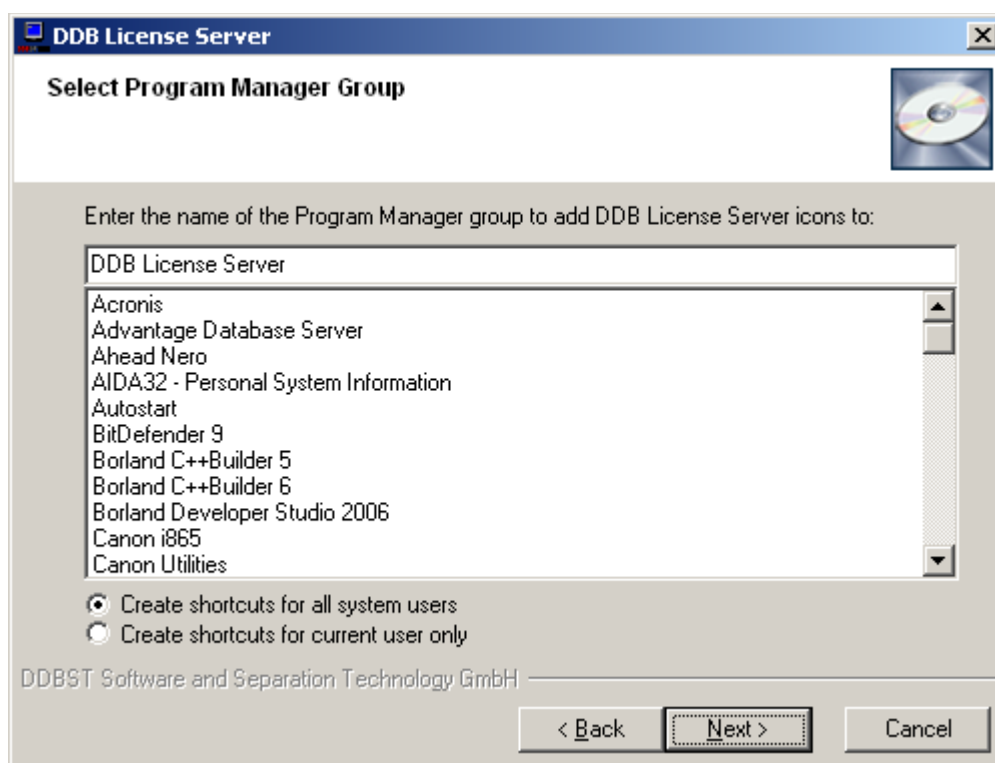 DDB License Server
Select Program Manager Group
Enter the name of the Program Manager group to add DDB License Server icons to:
DDB License Server
Acronis
Advantage Database Server
Ahead Nero
AIDA32 - Personal System Information
Autostart
BitDefender 9
Borland C++Builder 5
Borland C++Builder 6
Borland Developer Studio 2006
Canon i865
Canon Utilities
Create shortcuts for all system users
Create shortcuts for current user only
DDBST Software and Separation Technology GmbH
< Back Next > Cancel